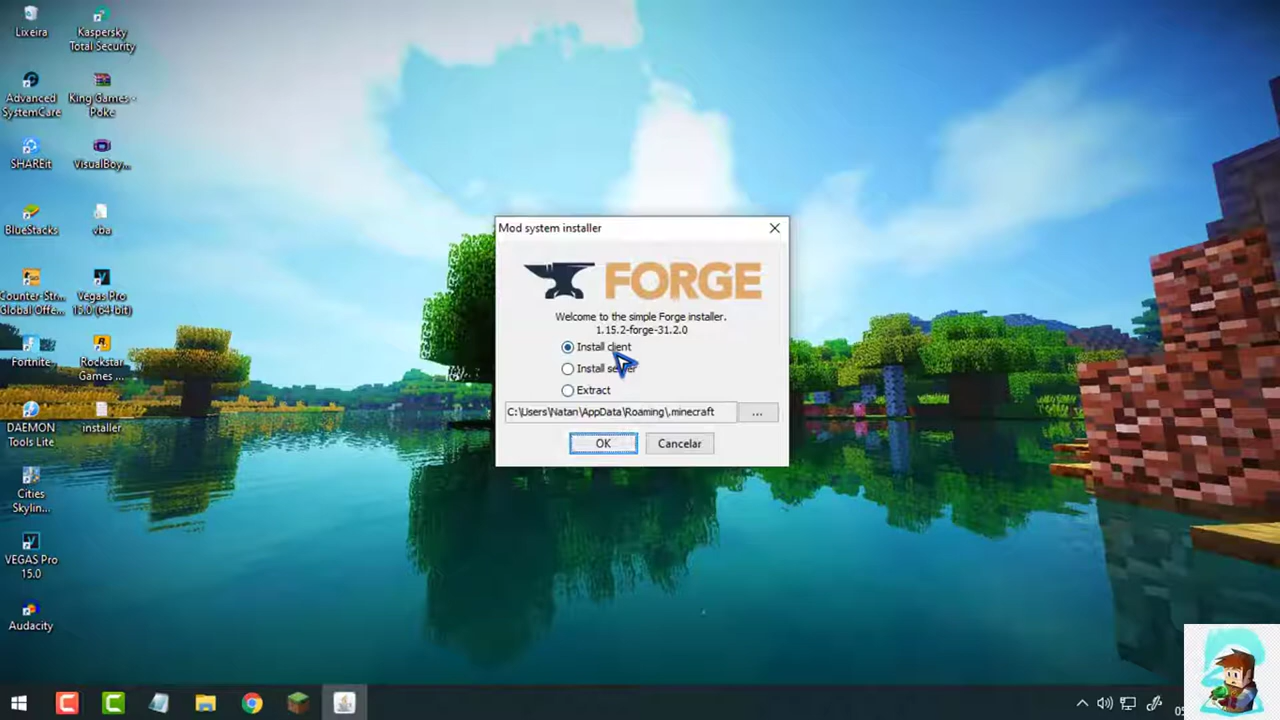 Lixeira
Kaspersky
Total Security
Advanced
SystemCare
King Games -
Poke
SHAREit
VisualBoy...
BlueStacks
vba
Counter-Str...
Global Offe...
Vegas Pro
15.0 (64-bit)
Fortnite
Rockstar
Games ...
DAEMON
Tools Lite
installer
Cities
Skylin...
VEGAS Pro
15.0
Audacity
Mod system installer
FORGE
Welcome to the simple Forge installer.
1.15.2-forge-31.2.0
Install client
Install server
Extract
C:\Users\Natan\AppData\Roaming\.minecraft
...
OK
Cancelar